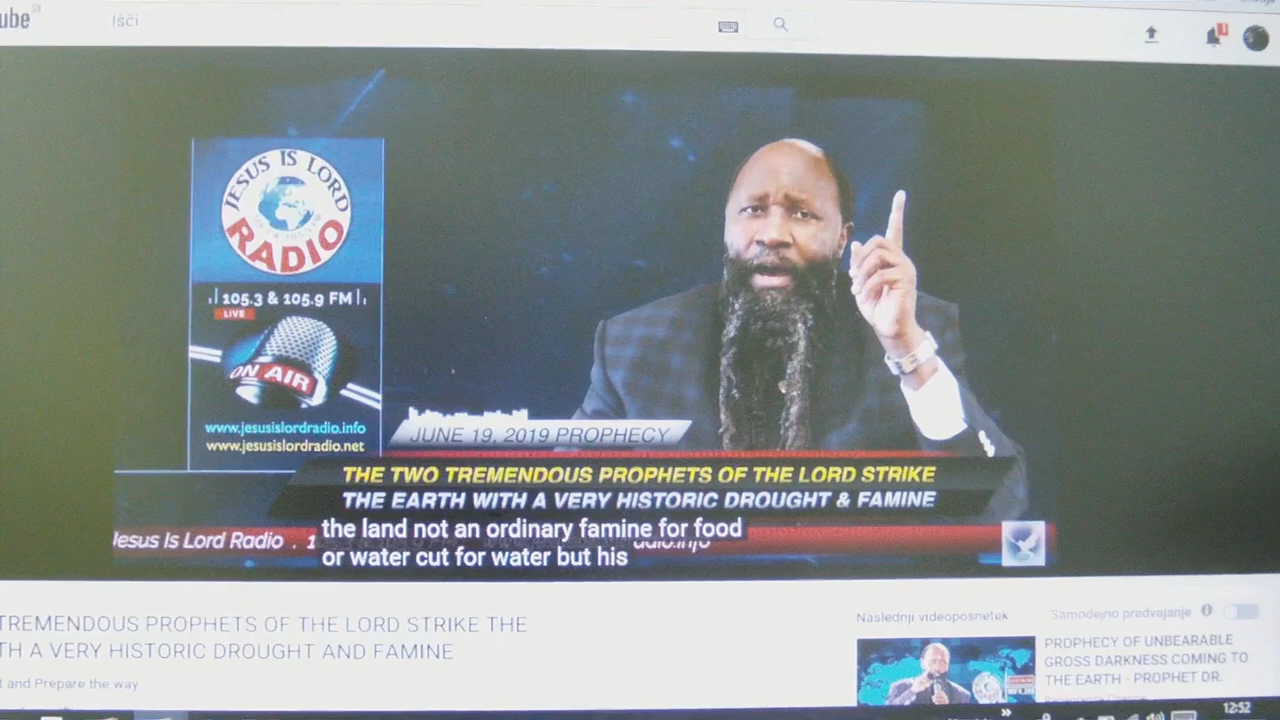 ube SI
Išči
JESUS IS LORD
RADIO
105.3 & 105.9 FM
LIVE
ON AIR
www.jesusislordradio.info
www.jesusislordradio.net
JUNE 19, 2019 PROPHECY
THE TWO TREMENDOUS PROPHETS OF THE LORD STRIKE
THE EARTH WITH A VERY HISTORIC DROUGHT & FAMINE
the land not an ordinary famine for food
or water cut for water but his
Jesus Is Lord Radio . 1
TREMENDOUS PROPHETS OF THE LORD STRIKE THE
TH A VERY HISTORIC DROUGHT AND FAMINE
t and Prepare the way
Naslednji videoposnetek
Samodejno predvajanje
PROPHECY OF UNBEARABLE
GROSS DARKNESS COMING TO
THE EARTH - PROPHET DR.
12:52